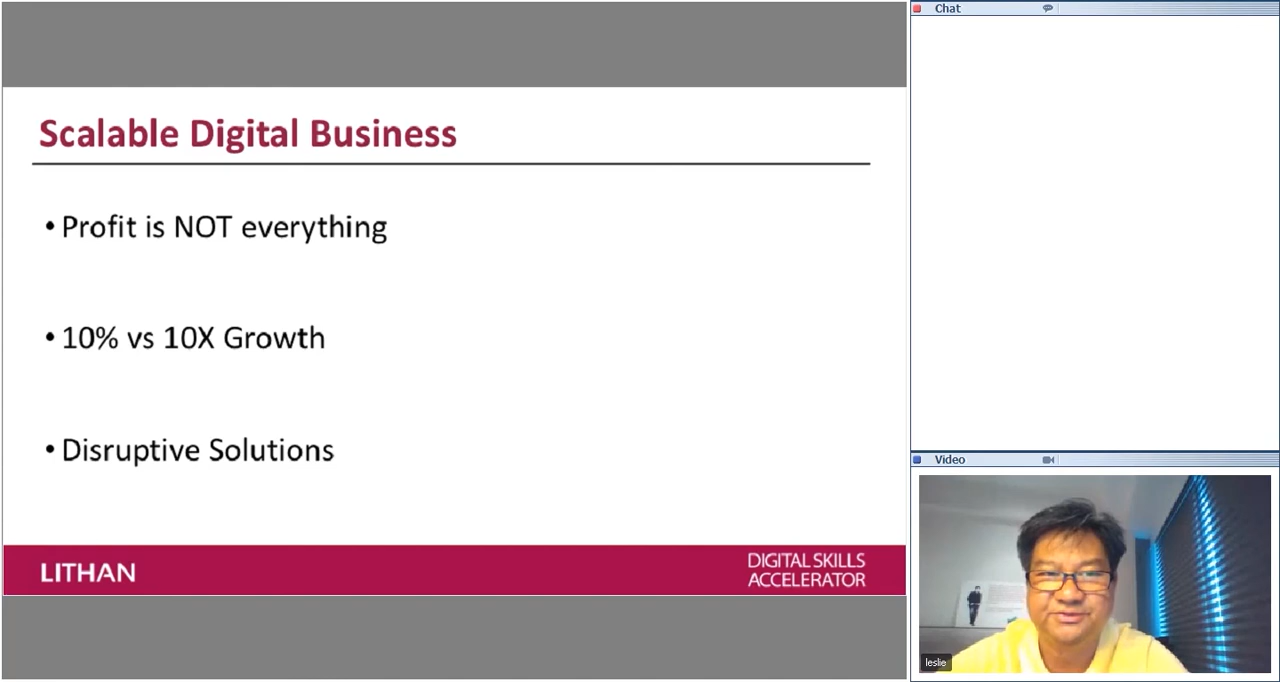 Scalable Digital Business
• Profit is NOT everything
• 10% vs 10X Growth
• Disruptive Solutions
LITHAN
DIGITAL SKILLS
ACCELERATOR
Chat
Video
leslie